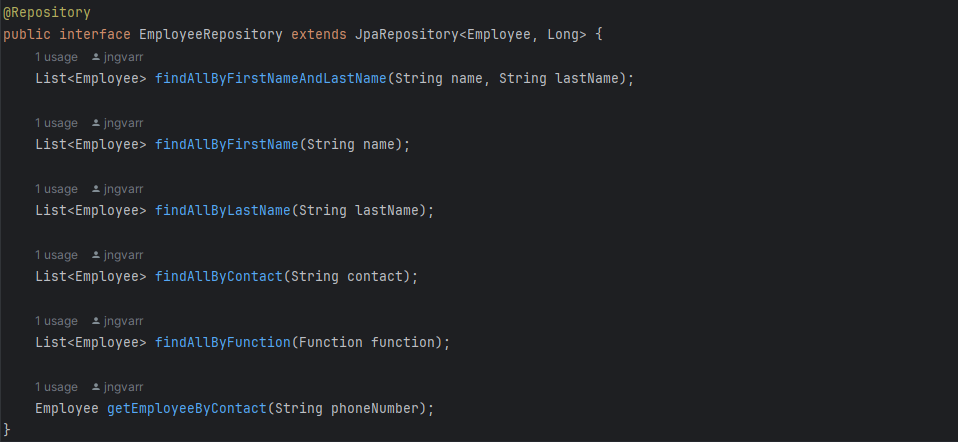 @Repository
public interface EmployeeRepository extends JpaRepository<Employee, Long> {
1 usage jngvarr
List<Employee> findAllByFirstNameAndLastName(String name, String lastName);
1 usage jngvarr
List<Employee> findAllByFirstName(String name);
1 usage jngvarr
List<Employee> findAllByLastName(String lastName);
1 usage jngvarr
List<Employee> findAllByContact(String contact);
1 usage jngvarr
List<Employee> findAllByFunction(Function function);
1 usage jngvarr
Employee getEmployeeByContact(String phoneNumber);
}